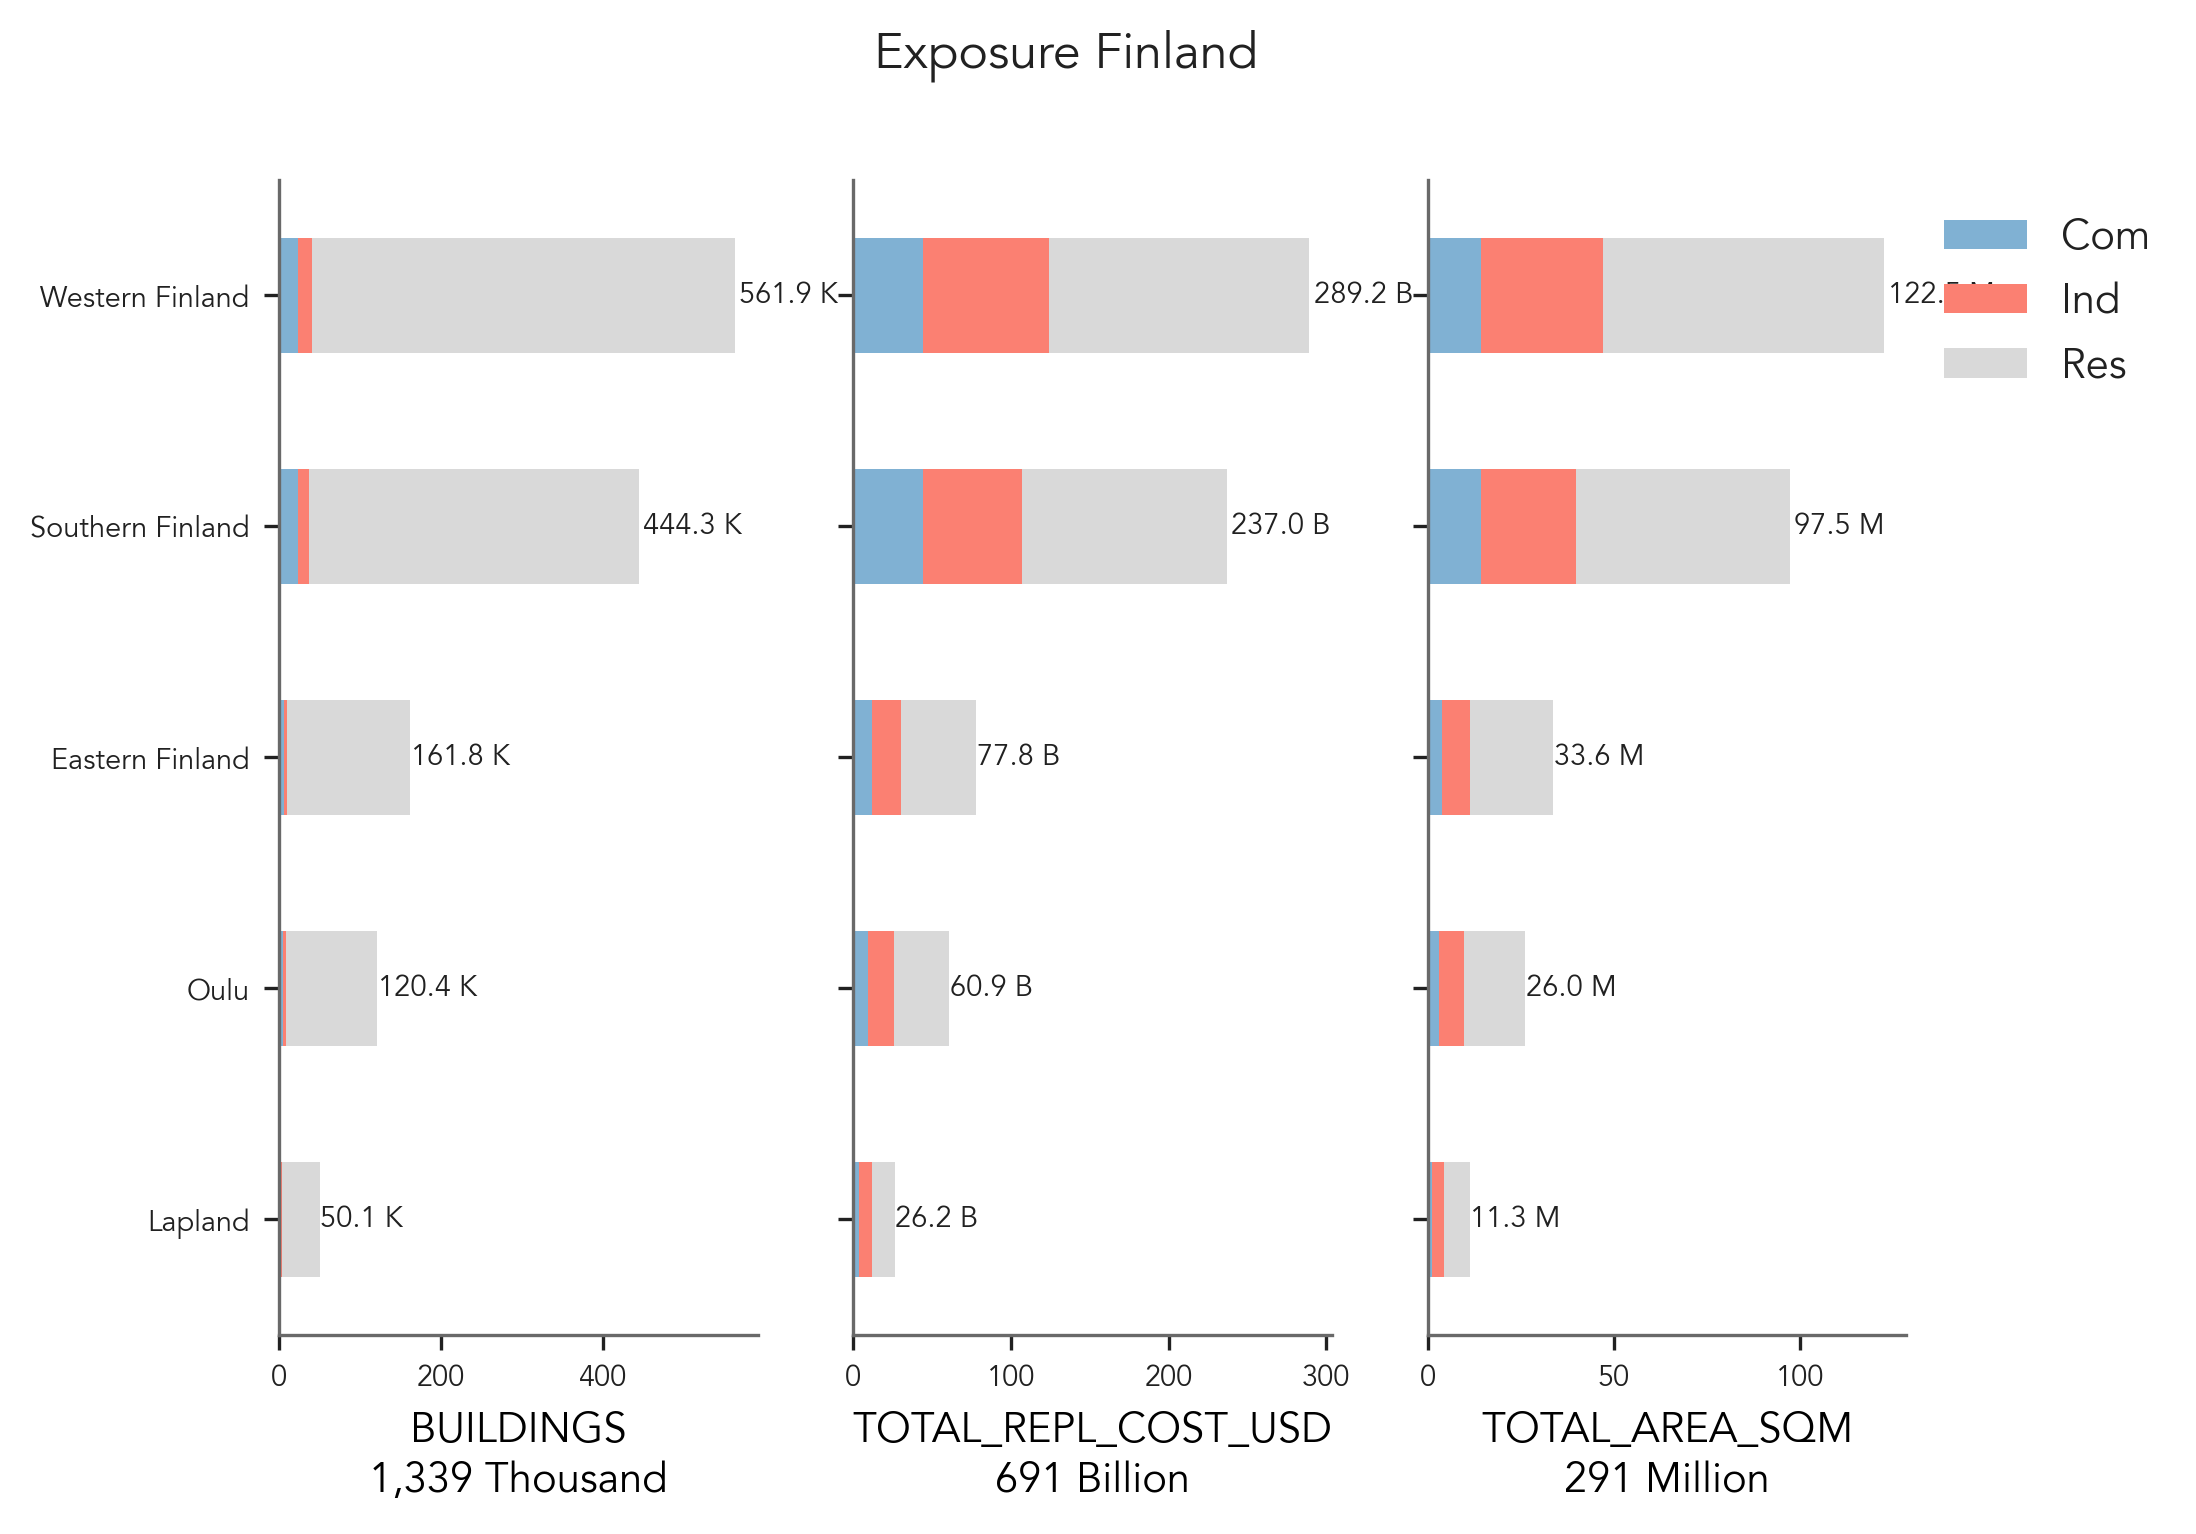 Exposure Finland
Com
Ind
Res
Western Finland
561.9 K
289.2 B
Southern Finland
444.3 K
237.0 B
97.5 M
Eastern Finland
161.8 K
77.8 B
33.6 M
Oulu
120.4 K
60.9 B
26.0 M
Lapland
50.1 K
26.2 B
11.3 M
0 200 400
0 100 200 300
0 50 100
BUILDINGS
1,339 Thousand
TOTAL_REPL_COST_USD
691 Billion
TOTAL_AREA_SQM
291 Million